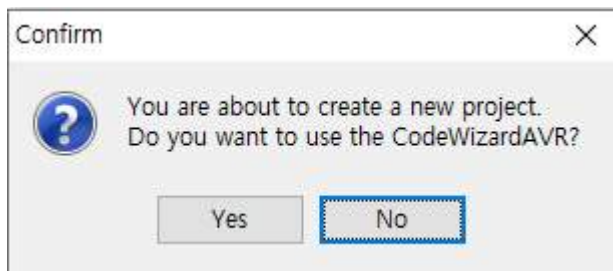 Confirm
You are about to create a new project.
Do you want to use the CodeWizardAVR?
Yes
No